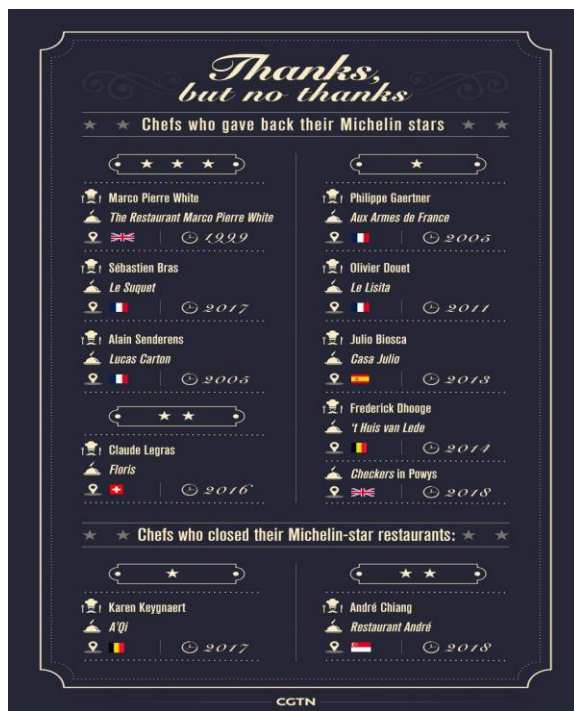 Thanks,
but no thanks
Chefs who gave back their Michelin stars
Marco Pierre White
The Restaurant Marco Pierre White
1999
Sébastien Bras
Le Suquet
2017
Alain Senderens
Lucas Carton
2005
Claude Legras
Floris
2016
Philippe Gaertner
Aux Armes de France
2005
Olivier Douet
Le Lisita
2011
Julio Biosca
Casa Julio
2013
Frederick Dhooge
't Huis van Lede
2014
Checkers in Powys
2018
Chefs who closed their Michelin-star restaurants:
Karen Keygnaert
A'Qi
2017
André Chiang
Restaurant André
2018
CGTN